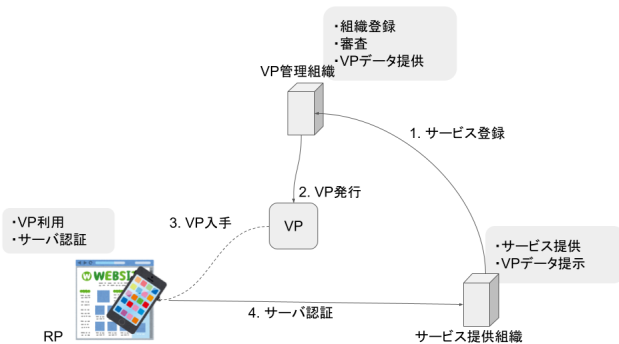 ・組織登録
・審査
・VPデータ提供
VP管理組織
1. サービス登録
2. VP発行
3. VP入手
VP
・VP利用
・サーバ認証
・サービス提供
・VPデータ提示
WEBSI
4. サーバ認証
RP
サービス提供組織